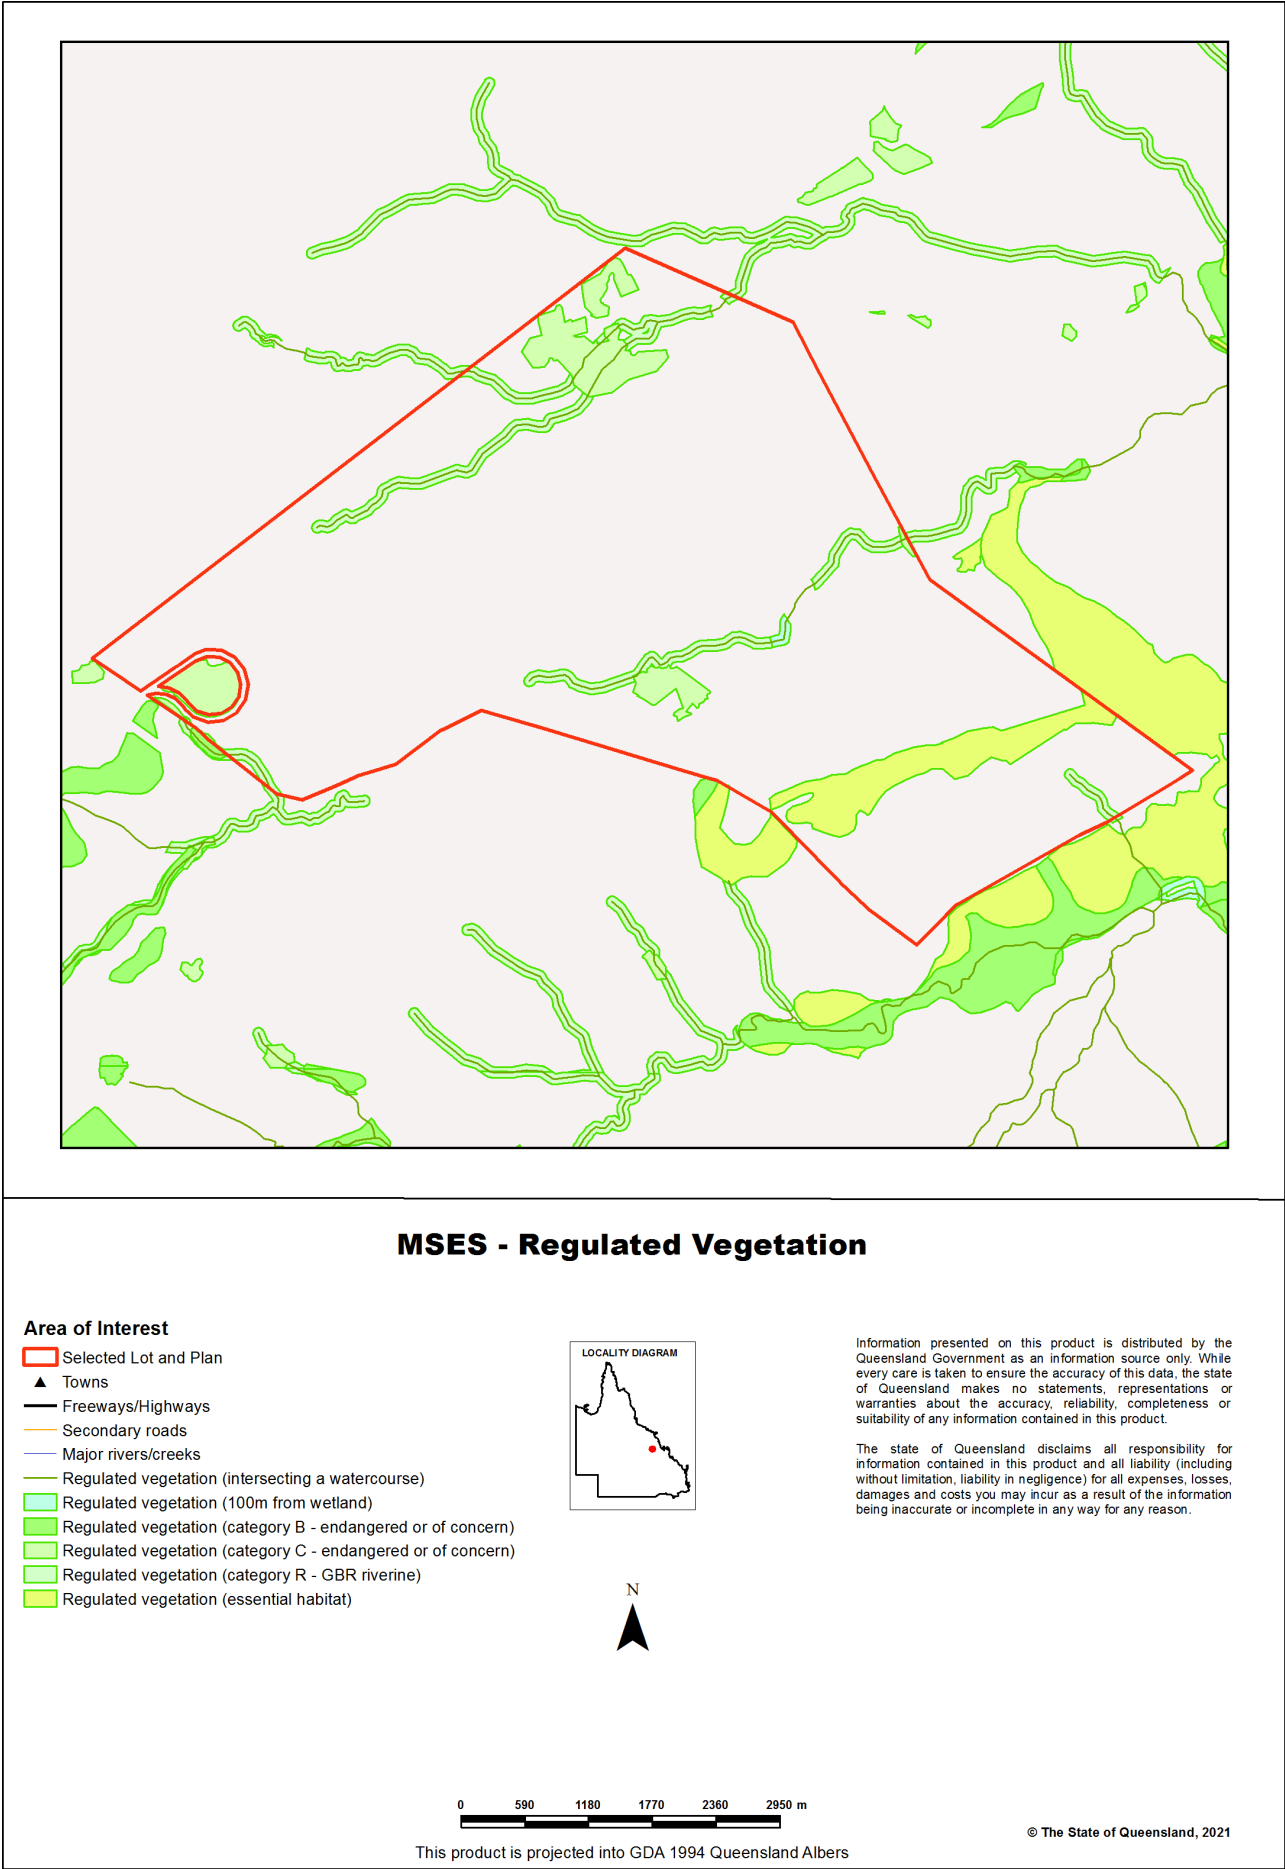 MSES - Regulated Vegetation
Area of Interest
Selected Lot and Plan
Towns
Freeways/Highways
Secondary roads
Major rivers/creeks
Regulated vegetation (intersecting a watercourse)
Regulated vegetation (100m from wetland)
Regulated vegetation (category B - endangered or of concern)
Regulated vegetation (category C - endangered or of concern)
Regulated vegetation (category R - GBR riverine)
Regulated vegetation (essential habitat)
LOCALITY DIAGRAM
N
Information presented on this product is distributed by the
Queensland Government as an information source only. While
every care is taken to ensure the accuracy of this data, the state
of Queensland makes no statements, representations or
warranties about the accuracy, reliability, completeness or
suitability of any information contained in this product.
The state of Queensland disclaims all responsibility for
information contained in this product and all liability (including
without limitation, liability in negligence) for all expenses, losses,
damages and costs you may incur as a result of the information
being inaccurate or incomplete in any way for any reason.
0 590 1180 1770 2360 2950 m
This product is projected into GDA 1994 Queensland Albers
© The State of Queensland, 2021